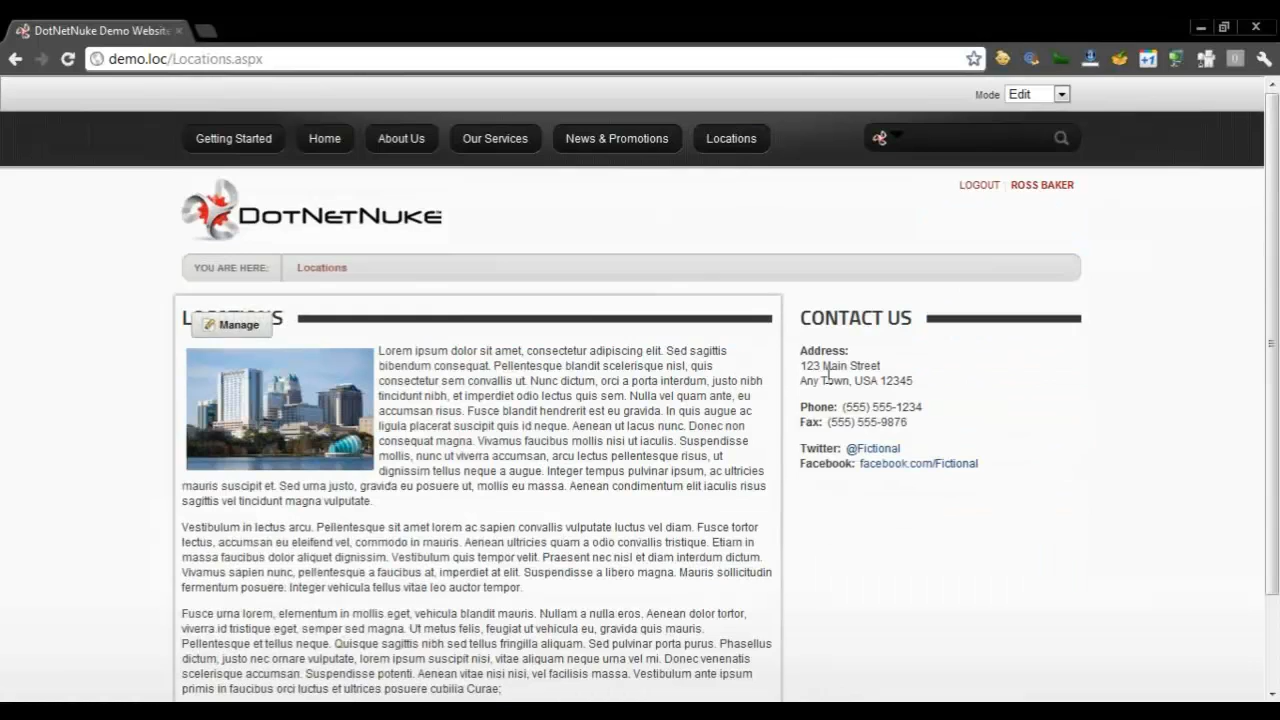 DotNetNuke Demo Website
demo.loc/Locations.aspx
+1
0
Mode Edit
Getting Started Home About Us Our Services News & Promotions Locations
LOGOUT ROSS BAKER
DotNetNuke
YOU ARE HERE: Locations
Manage
CONTACT US
Lorem ipsum dolor sit amet, consectetur adipiscing elit. Sed sagittis
bibendum consequat. Pellentesque blandit scelerisque nisl, quis
consectetur sem convallis ut. Nunc dictum, orci a porta interdum, justo nibh
tincidunt nibh, et imperdiet odio lectus quis sem. Nulla vel quam ante, eu
accumsan risus. Fusce blandit hendrerit est eu gravida. In quis augue ac
ligula placerat suscipit quis id neque. Aenean ut lacus nunc. Donec non
consequat magna. Vivamus faucibus mollis nisi ut iaculis. Suspendisse
mollis, nunc ut viverra accumsan, arcu lectus pellentesque risus, ut
dignissim tellus neque a augue. Integer tempus pulvinar ipsum, ac ultricies
mauris suscipit et. Sed urna justo, gravida eu posuere ut, mollis eu massa. Aenean condimentum elit iaculis risus
sagittis vel tincidunt magna vulputate.
Vestibulum in lectus arcu. Pellentesque sit amet lorem ac sapien convallis vulputate luctus vel diam. Fusce tortor
lectus, accumsan eu eleifend vel, commodo in mauris. Aenean ultricies quam a odio convallis tristique. Etiam in
massa faucibus dolor aliquet dignissim. Vestibulum quis tempor velit. Praesent nec nisl et diam interdum dictum.
Vivamus sapien nunc, pellentesque a faucibus at, imperdiet at elit. Suspendisse a libero magna. Mauris sollicitudin
fermentum posuere. Integer vehicula tellus vitae leo auctor tempor.
Fusce urna lorem, elementum in mollis eget, vehicula blandit mauris. Nullam a nulla eros. Aenean dolor tortor,
viverra id tristique eget, semper sed magna. Ut metus felis, feugiat ut vehicula eu, gravida quis mauris.
Pellentesque et tellus neque. Quisque sagittis nibh sed tellus fringilla aliquam. Sed pulvinar porta purus. Phasellus
dictum, justo nec ornare vulputate, lorem ipsum suscipit nisi, vitae aliquam neque urna vel mi. Donec venenatis
scelerisque accumsan. Suspendisse potenti. Aenean vitae nisi nisi, vel facilisis massa. Vestibulum ante ipsum
primis in faucibus orci luctus et ultrices posuere cubilia Curae;
Address:
123 Main Street
Any Town, USA 12345
Phone: (555) 555-1234
Fax: (555) 555-9876
Twitter: @Fictional
Facebook: facebook.com/Fictional